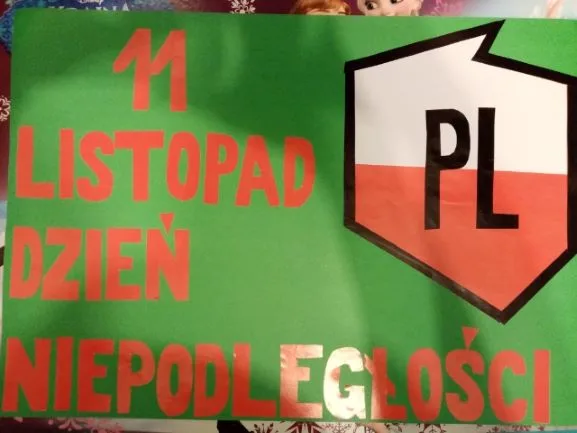 11
LISTOPAD
DZIEŃ
NIEPODLEGŁOŚCI
PL